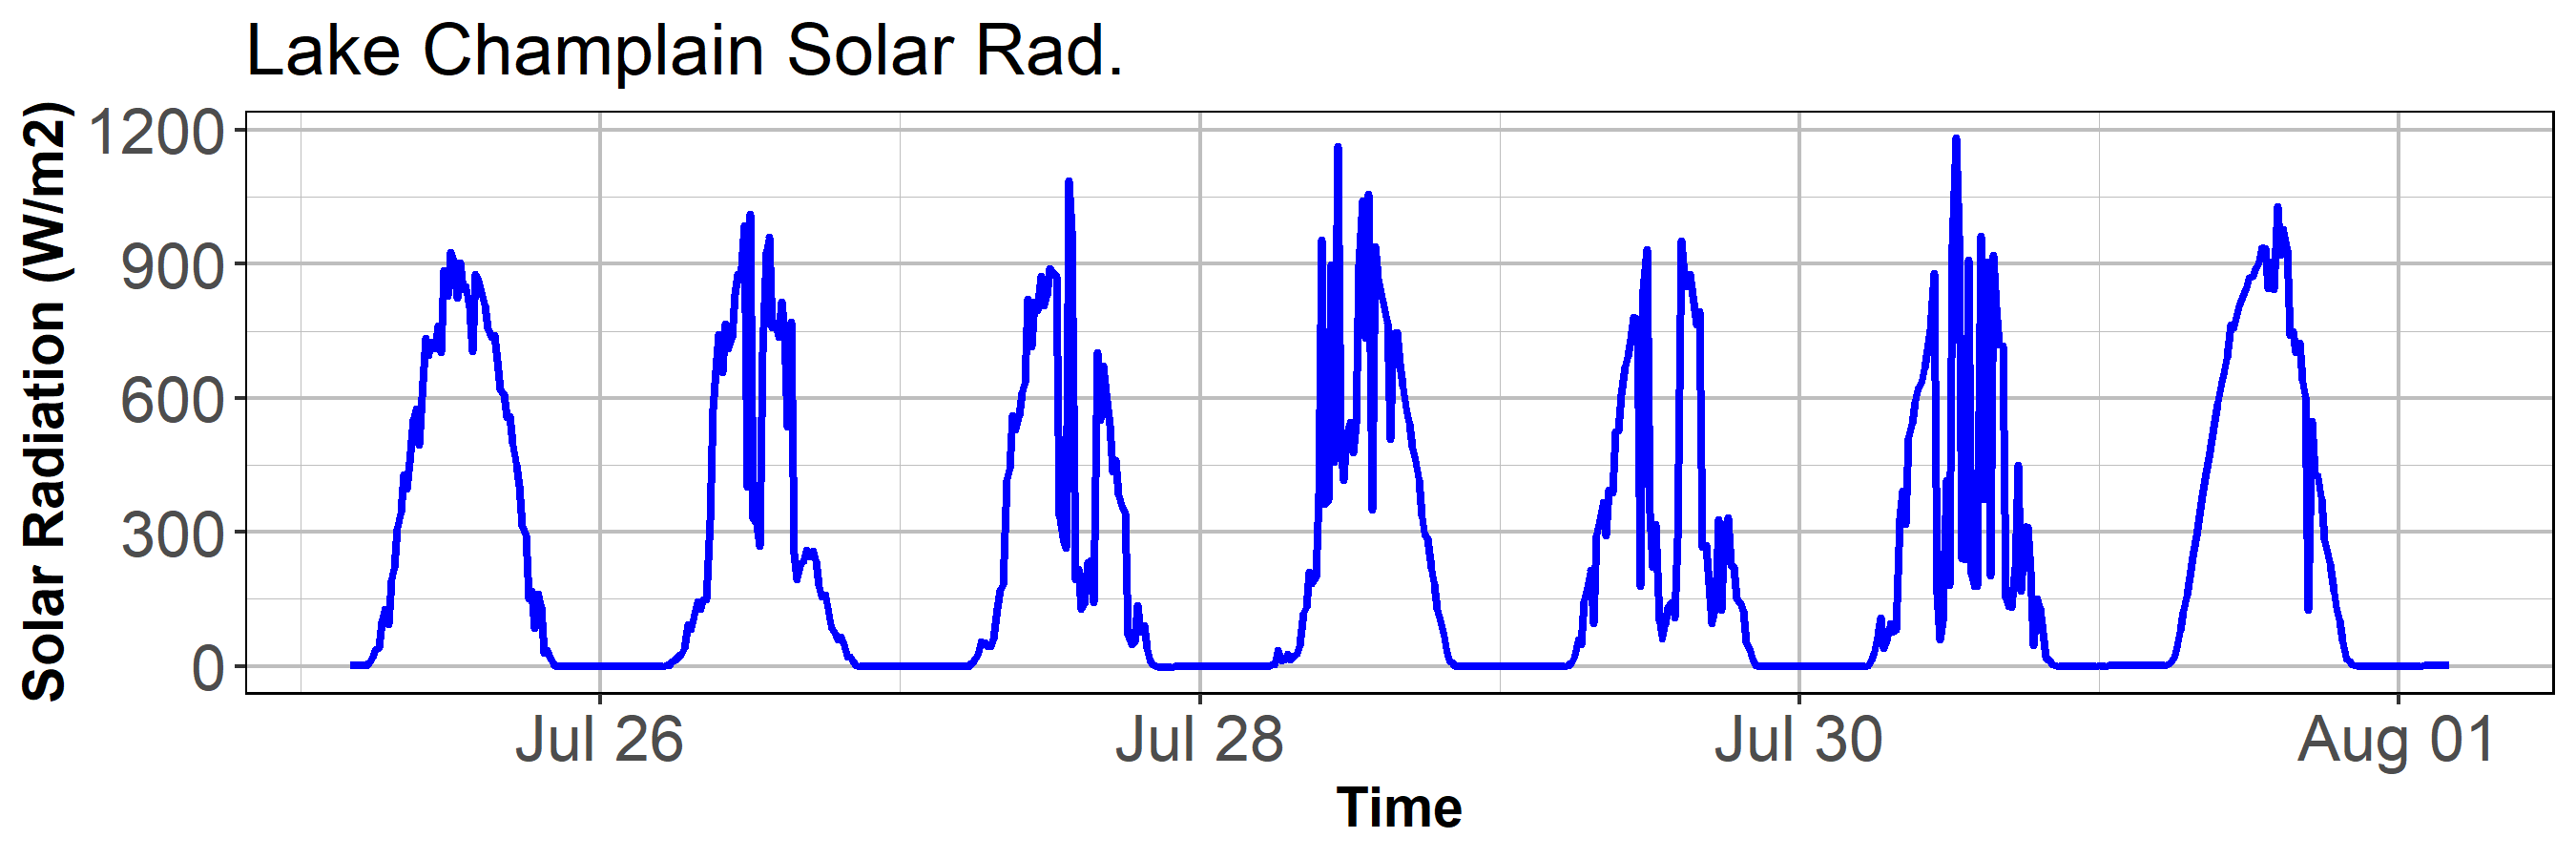 Lake Champlain Solar Rad.
Solar Radiation (W/m2)
1200
900
600
300
0
Jul 26
Jul 28
Jul 30
Aug 01
Time